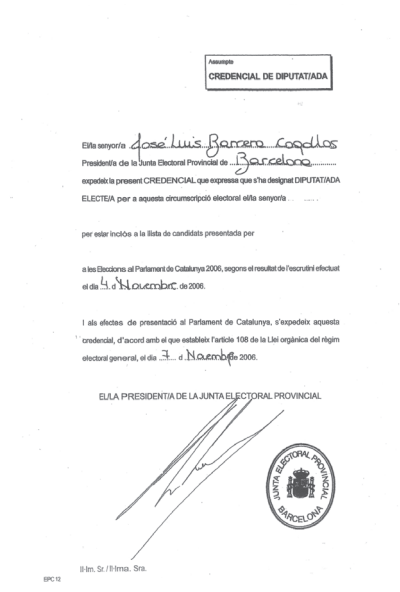 Assumpte
CREDENCIAL DE DIPUTAT/ADA
El/la senyor/a José Luis Barrera Cogollos
President/a de la Junta Electoral Provincial de Barcelona
expedeix la present CREDENCIAL que expressa que s'ha designat DIPUTAT/ADA
ELECTE/A per a aquesta circumscripció electoral el/la senyor/a
per estar inclòs a la llista de candidats presentada per
a les Eleccions al Parlament de Catalunya 2006, segons el resultat de l'escrutini efectuat
el dia 4 d Novembre de 2006.
I als efectes de presentació al Parlament de Catalunya, s'expedeix aquesta
credencial, d'acord amb el que estableix l'article 108 de la Llei orgànica del règim
electoral general, el dia 7 d Novembre 2006.
EL/LA PRESIDENT/A DE LA JUNTA ELECTORAL PROVINCIAL
JUNTA ELECTORAL PROVINCIAL
BARCELONA
Il·lm. Sr. / Il·lma. Sra.
EPC12